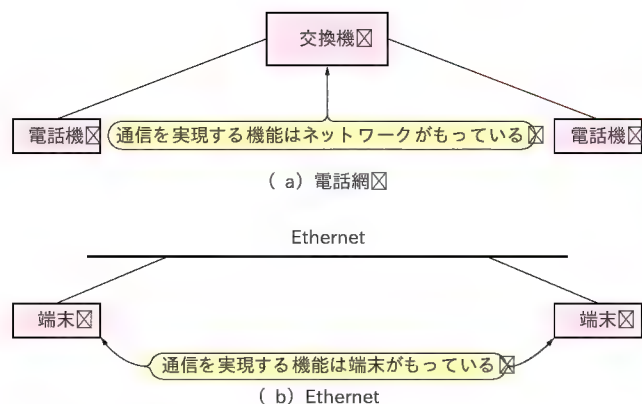 交換機
電話機
通信を実現する機能はネットワークがもっている
電話機
( a) 電話網
Ethernet
端末
端末
通信を実現する機能は端末がもっている
( b) Ethernet